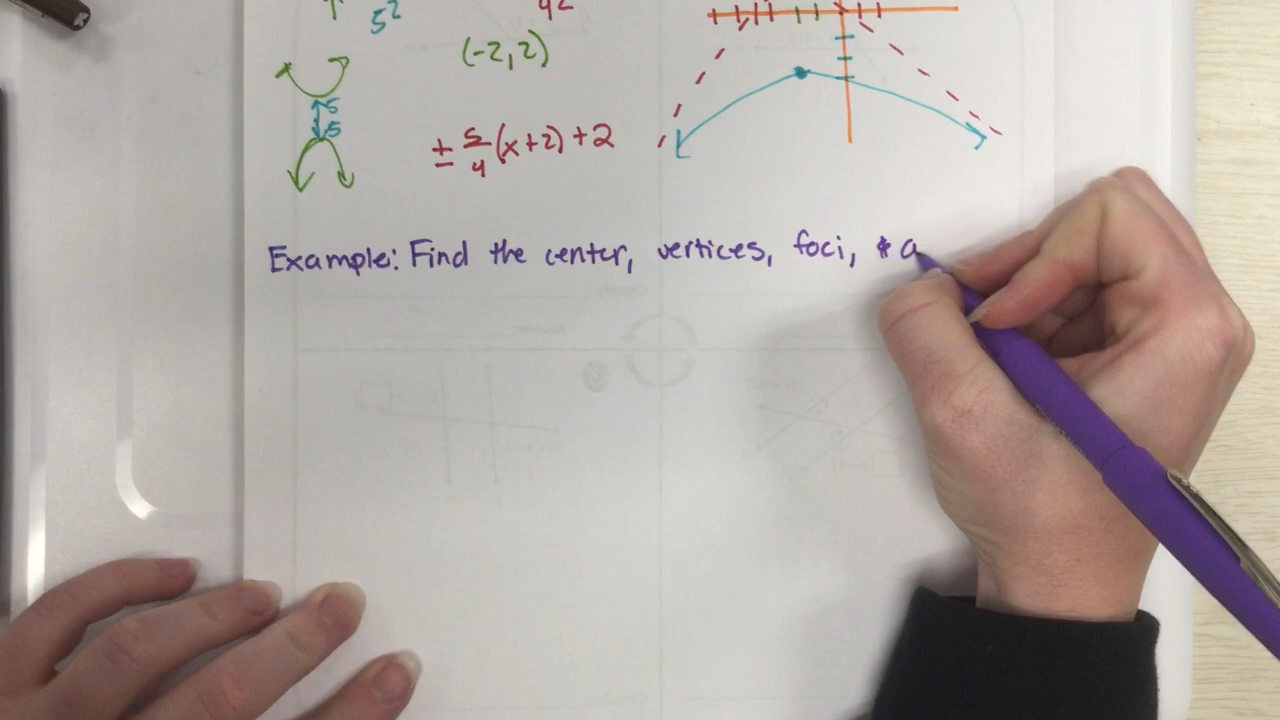 5²
4²
(-2,2)
5
5
± 5/4 (x+2) +2
Example: Find the center, vertices, foci, & a